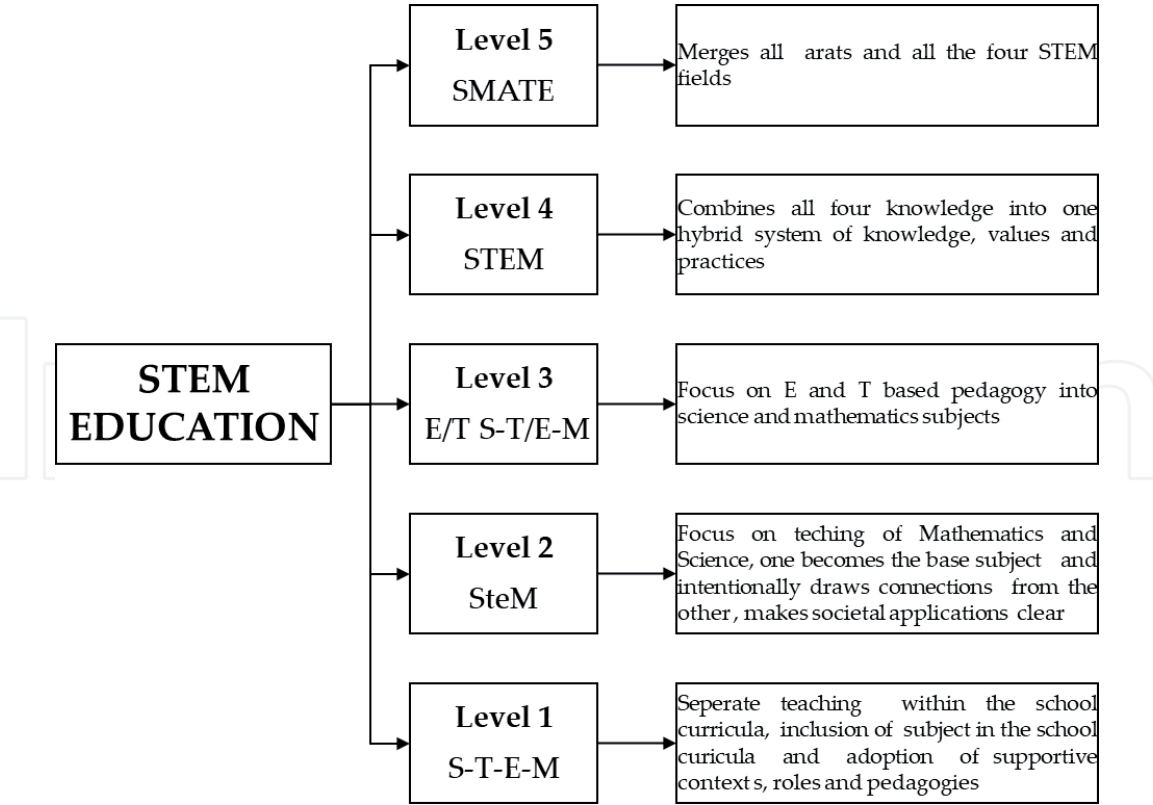 Level 5
SMATE
Merges all arats and all the four STEM
fields
Level 4
STEM
Combines all four knowledge into one
hybrid system of knowledge, values and
practices
STEM
EDUCATION
Level 3
E/T S-T/E-M
Focus on E and T based pedagogy into
science and mathematics subjects
Level 2
SteM
Focus on teching of Mathematics and
Science, one becomes the base subject and
intentionally draws connections from the
other, makes societal applications clear
Level 1
S-T-E-M
Seperate teaching within the school
curricula, inclusion of subject in the school
curicula and adoption of supportive
contexts, roles and pedagogies